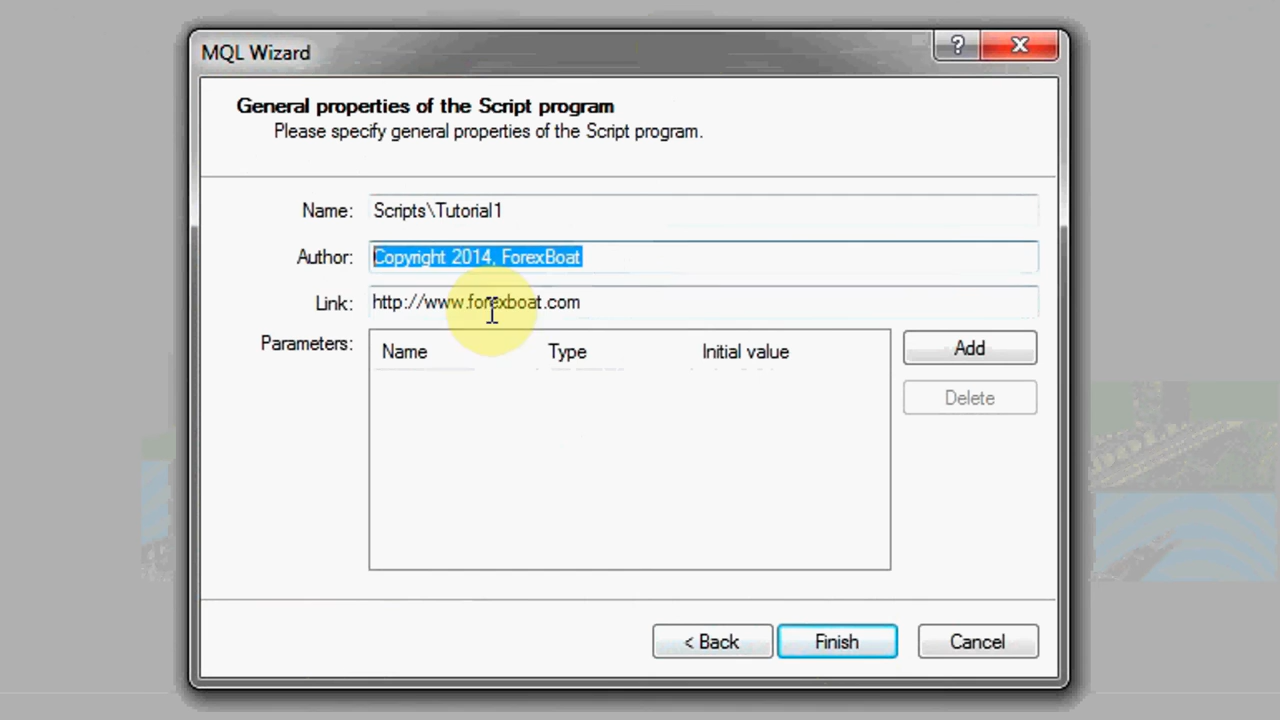 MQL Wizard
?
General properties of the Script program
Please specify general properties of the Script program.
Name: Scripts\Tutorial1
Author: Copyright 2014, ForexBoat
Link: http://www.forexboat.com
Parameters: Name Type Initial value
Add
Delete
< Back Finish Cancel